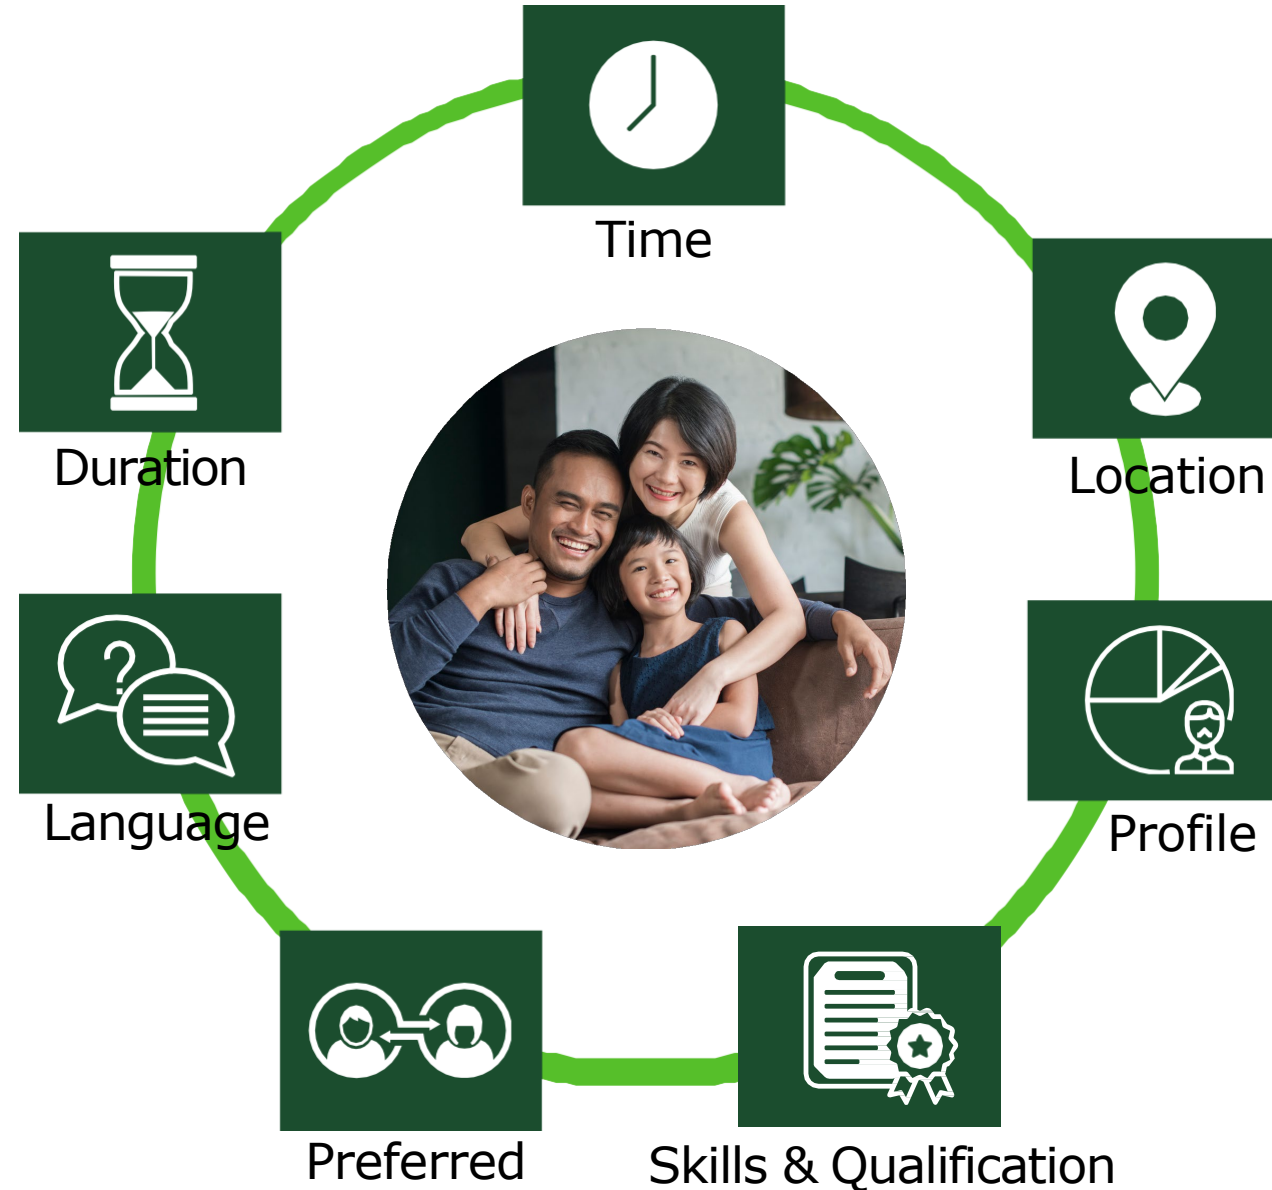 Time
Duration
Location
Language
Profile
Preferred
Skills & Qualification